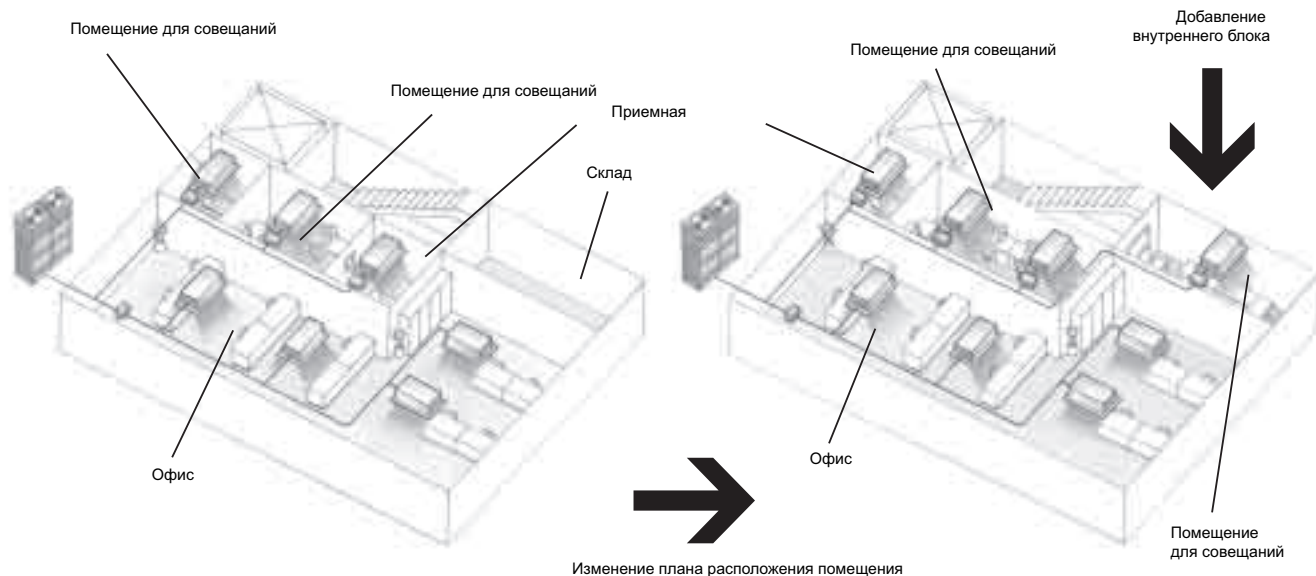 Помещение для совещаний
Помещение для совещаний
Приемная
Склад
Офис
Помещение для совещаний
Добавление
внутреннего блока
Офис
Помещение
для совещаний
Изменение плана расположения помещения